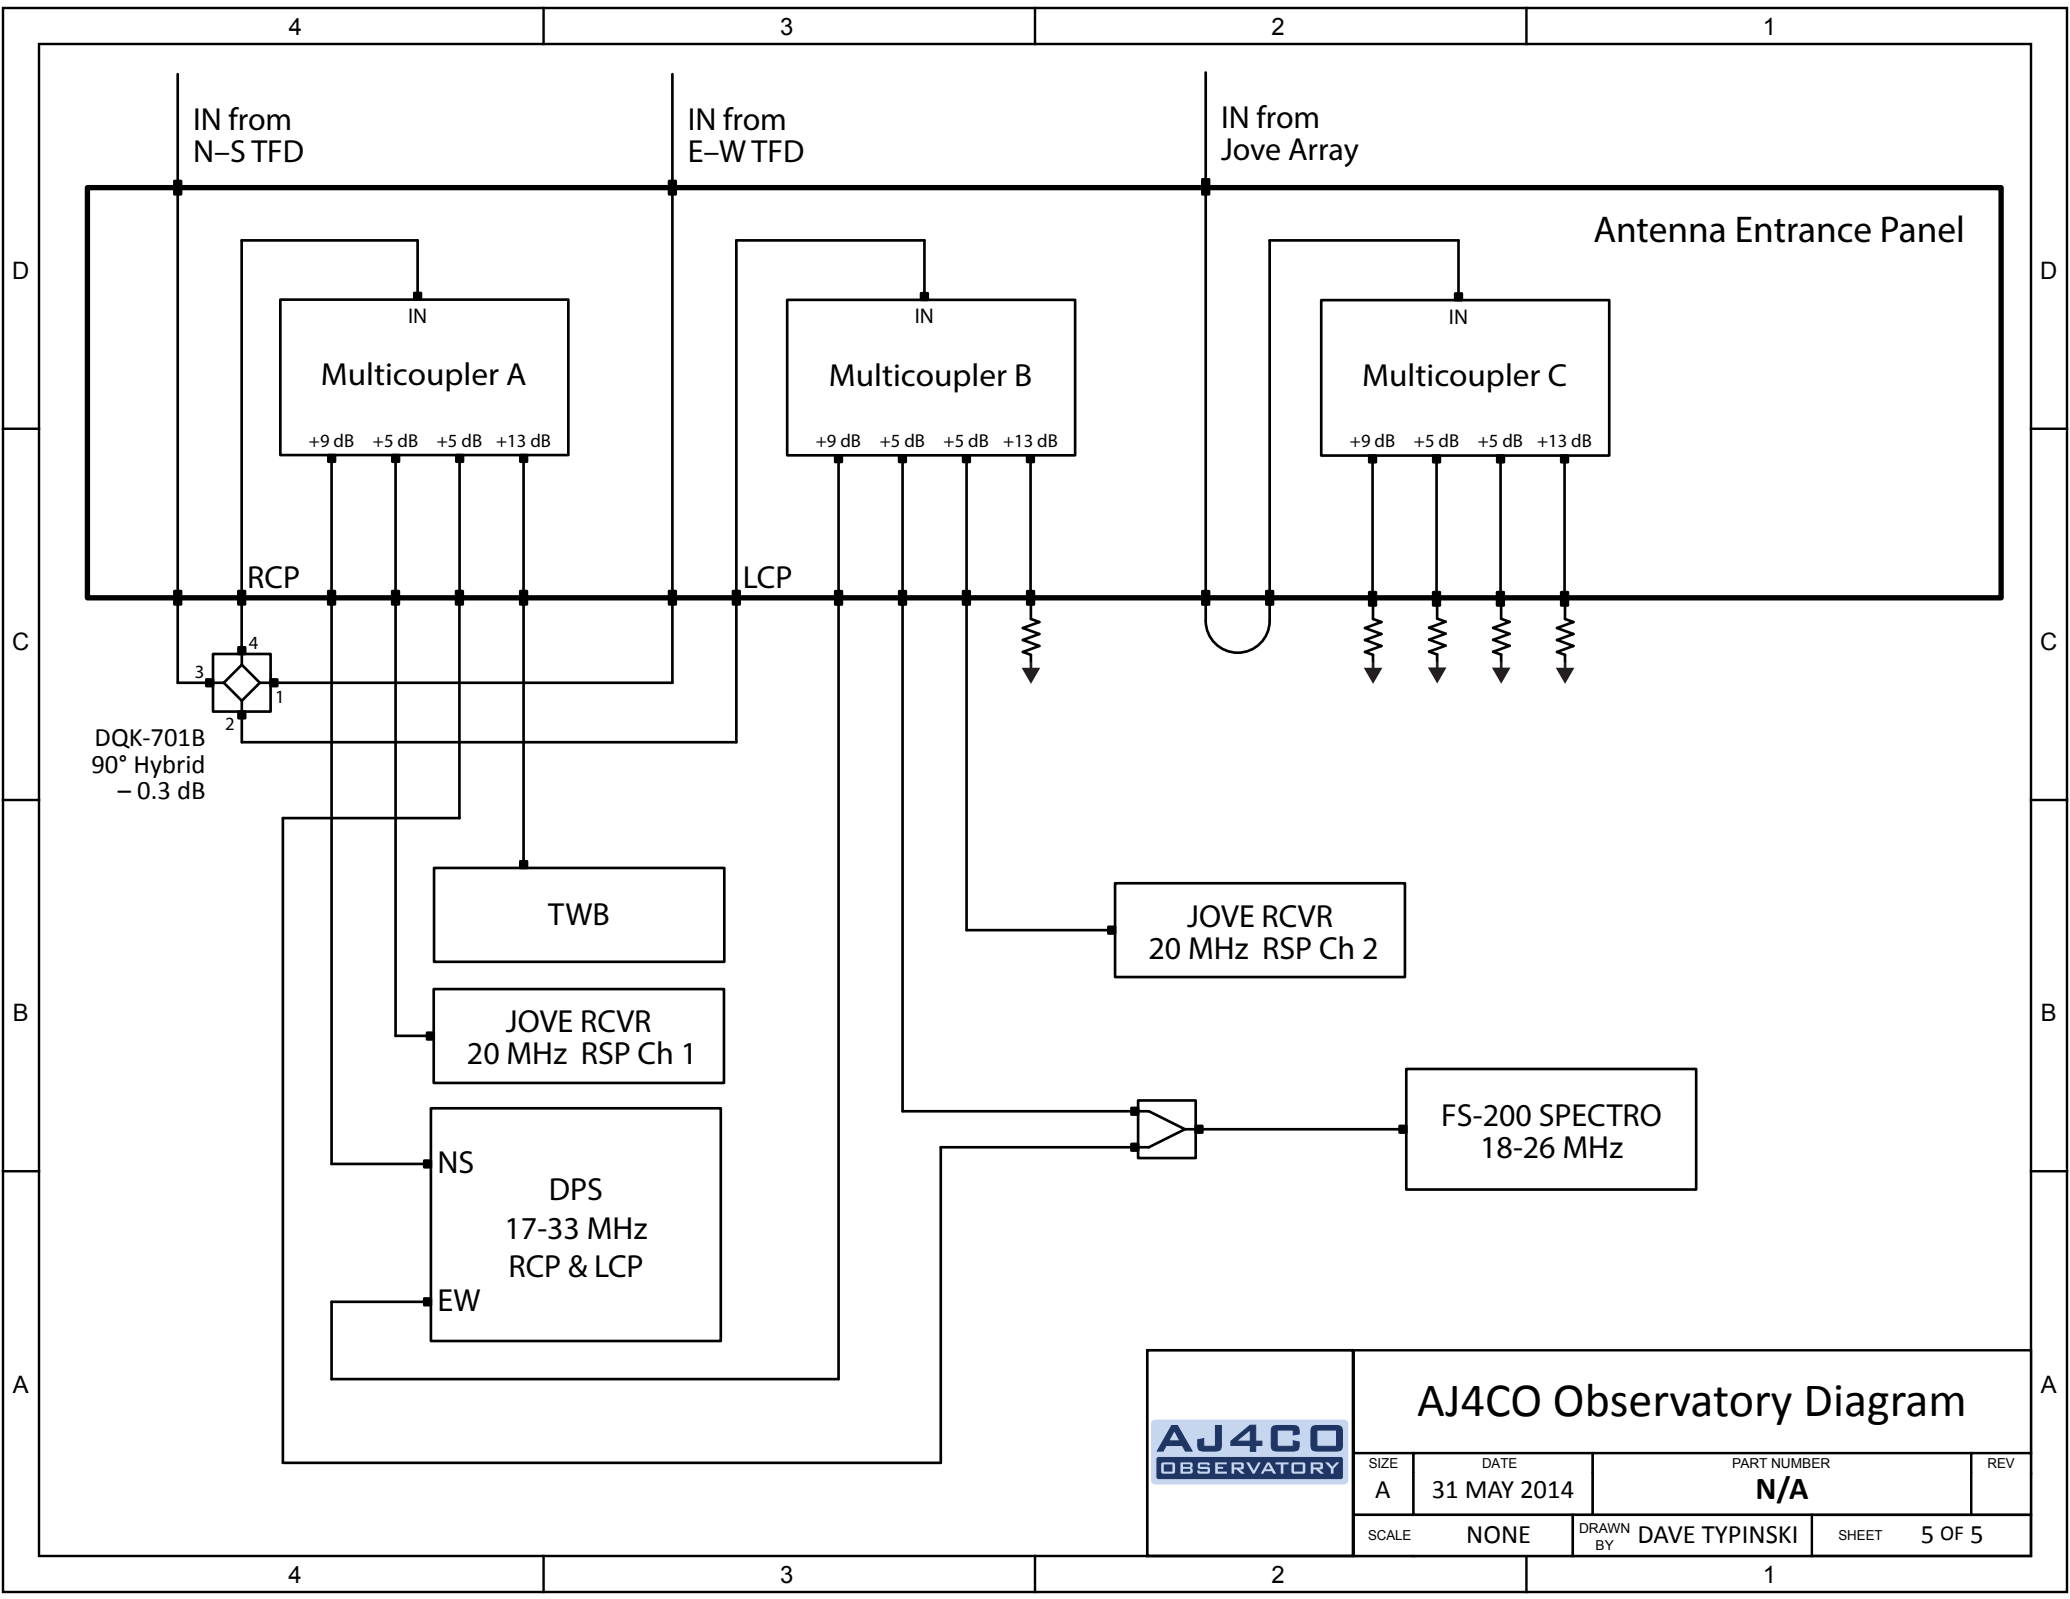 4 3 2 1
IN from
N–S TFD
IN from
E–W TFD
IN from
Jove Array
Antenna Entrance Panel
D D
IN
Multicoupler A
+9 dB +5 dB +5 dB +13 dB
IN
Multicoupler B
+9 dB +5 dB +5 dB +13 dB
IN
Multicoupler C
+9 dB +5 dB +5 dB +13 dB
RCP
LCP
C C
4
3
1
2
DQK-701B
90° Hybrid
– 0.3 dB
TWB
JOVE RCVR
20 MHz RSP Ch 2
B B
JOVE RCVR
20 MHz RSP Ch 1
FS-200 SPECTRO
18-26 MHz
NS
DPS
17-33 MHz
RCP & LCP
EW
A A
AJ4CO
OBSERVATORY
AJ4CO Observatory Diagram
SIZE
A
DATE
31 MAY 2014
PART NUMBER
N/A
REV
SCALE NONE
DRAWN
BY
DAVE TYPINSKI
SHEET 5 OF 5
4 3 2 1